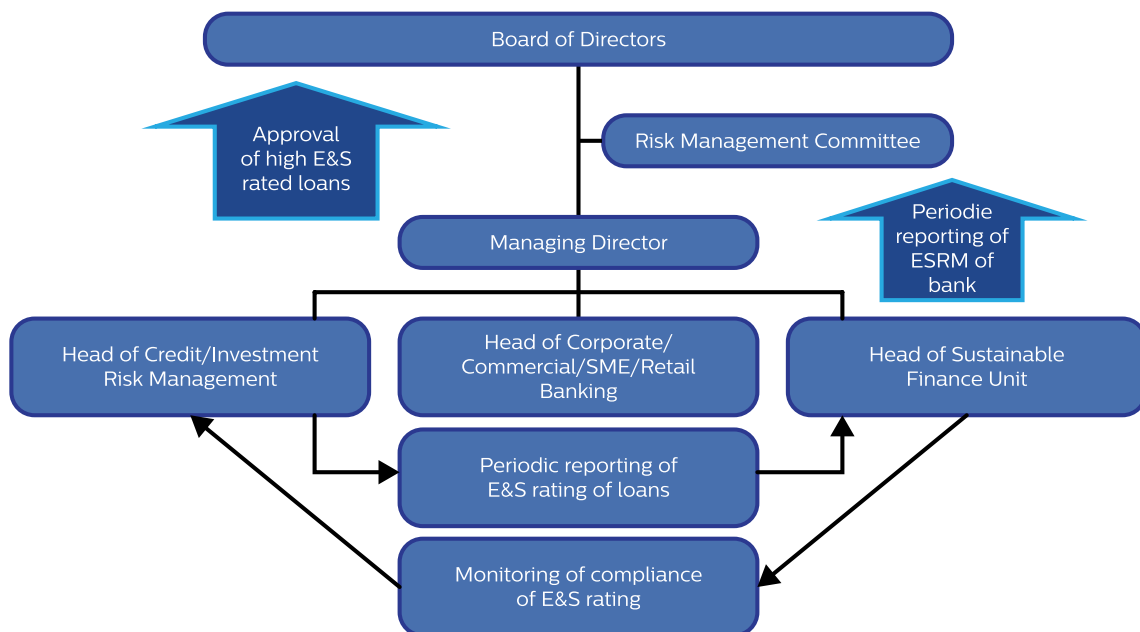 Board of Directors
Approval
of high E&S
rated loans
Risk Management Committee
Periodie
reporting of
ESRM of
bank
Managing Director
Head of Credit/Investment
Risk Management
Head of Corporate/
Commercial/SME/Retail
Banking
Head of Sustainable
Finance Unit
Periodic reporting of
E&S rating of loans
Monitoring of compliance
of E&S rating